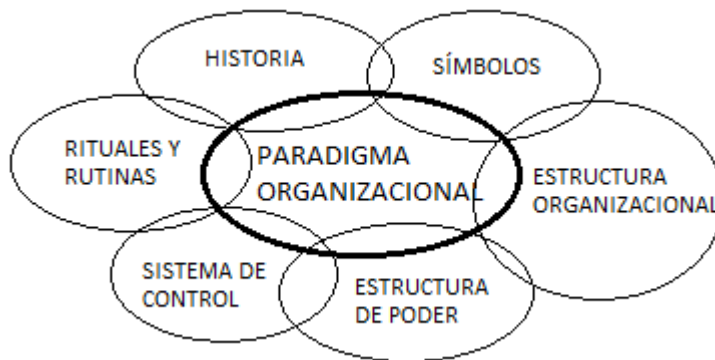 HISTORIA
SÍMBOLOS
RITUALES Y
RUTINAS
PARADIGMA
ORGANIZACIONAL
ESTRUCTURA
ORGANIZACIONAL
SISTEMA DE
CONTROL
ESTRUCTURA
DE PODER